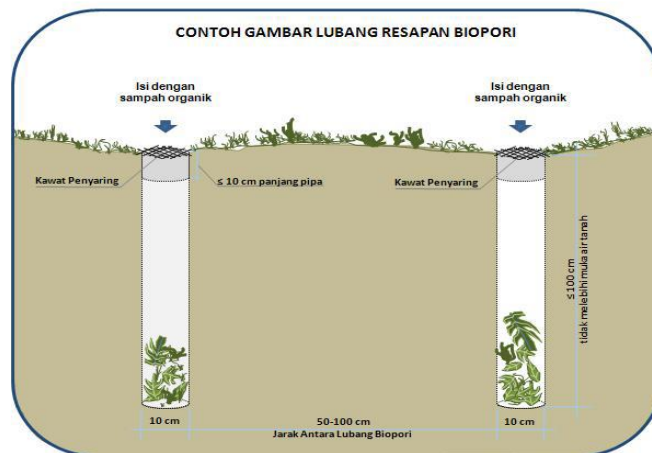 CONTOH GAMBAR LUBANG RESAPAN BIOPORI
Isi dengan
sampah organik
Isi dengan
sampah organik
Kawat Penyaring
≤ 10 cm panjang pipa
Kawat Penyaring
≤100 cm
tidak melebihi muka air tanah
10 cm
50-100 cm
10 cm
Jarak Antara Lubang Biopori